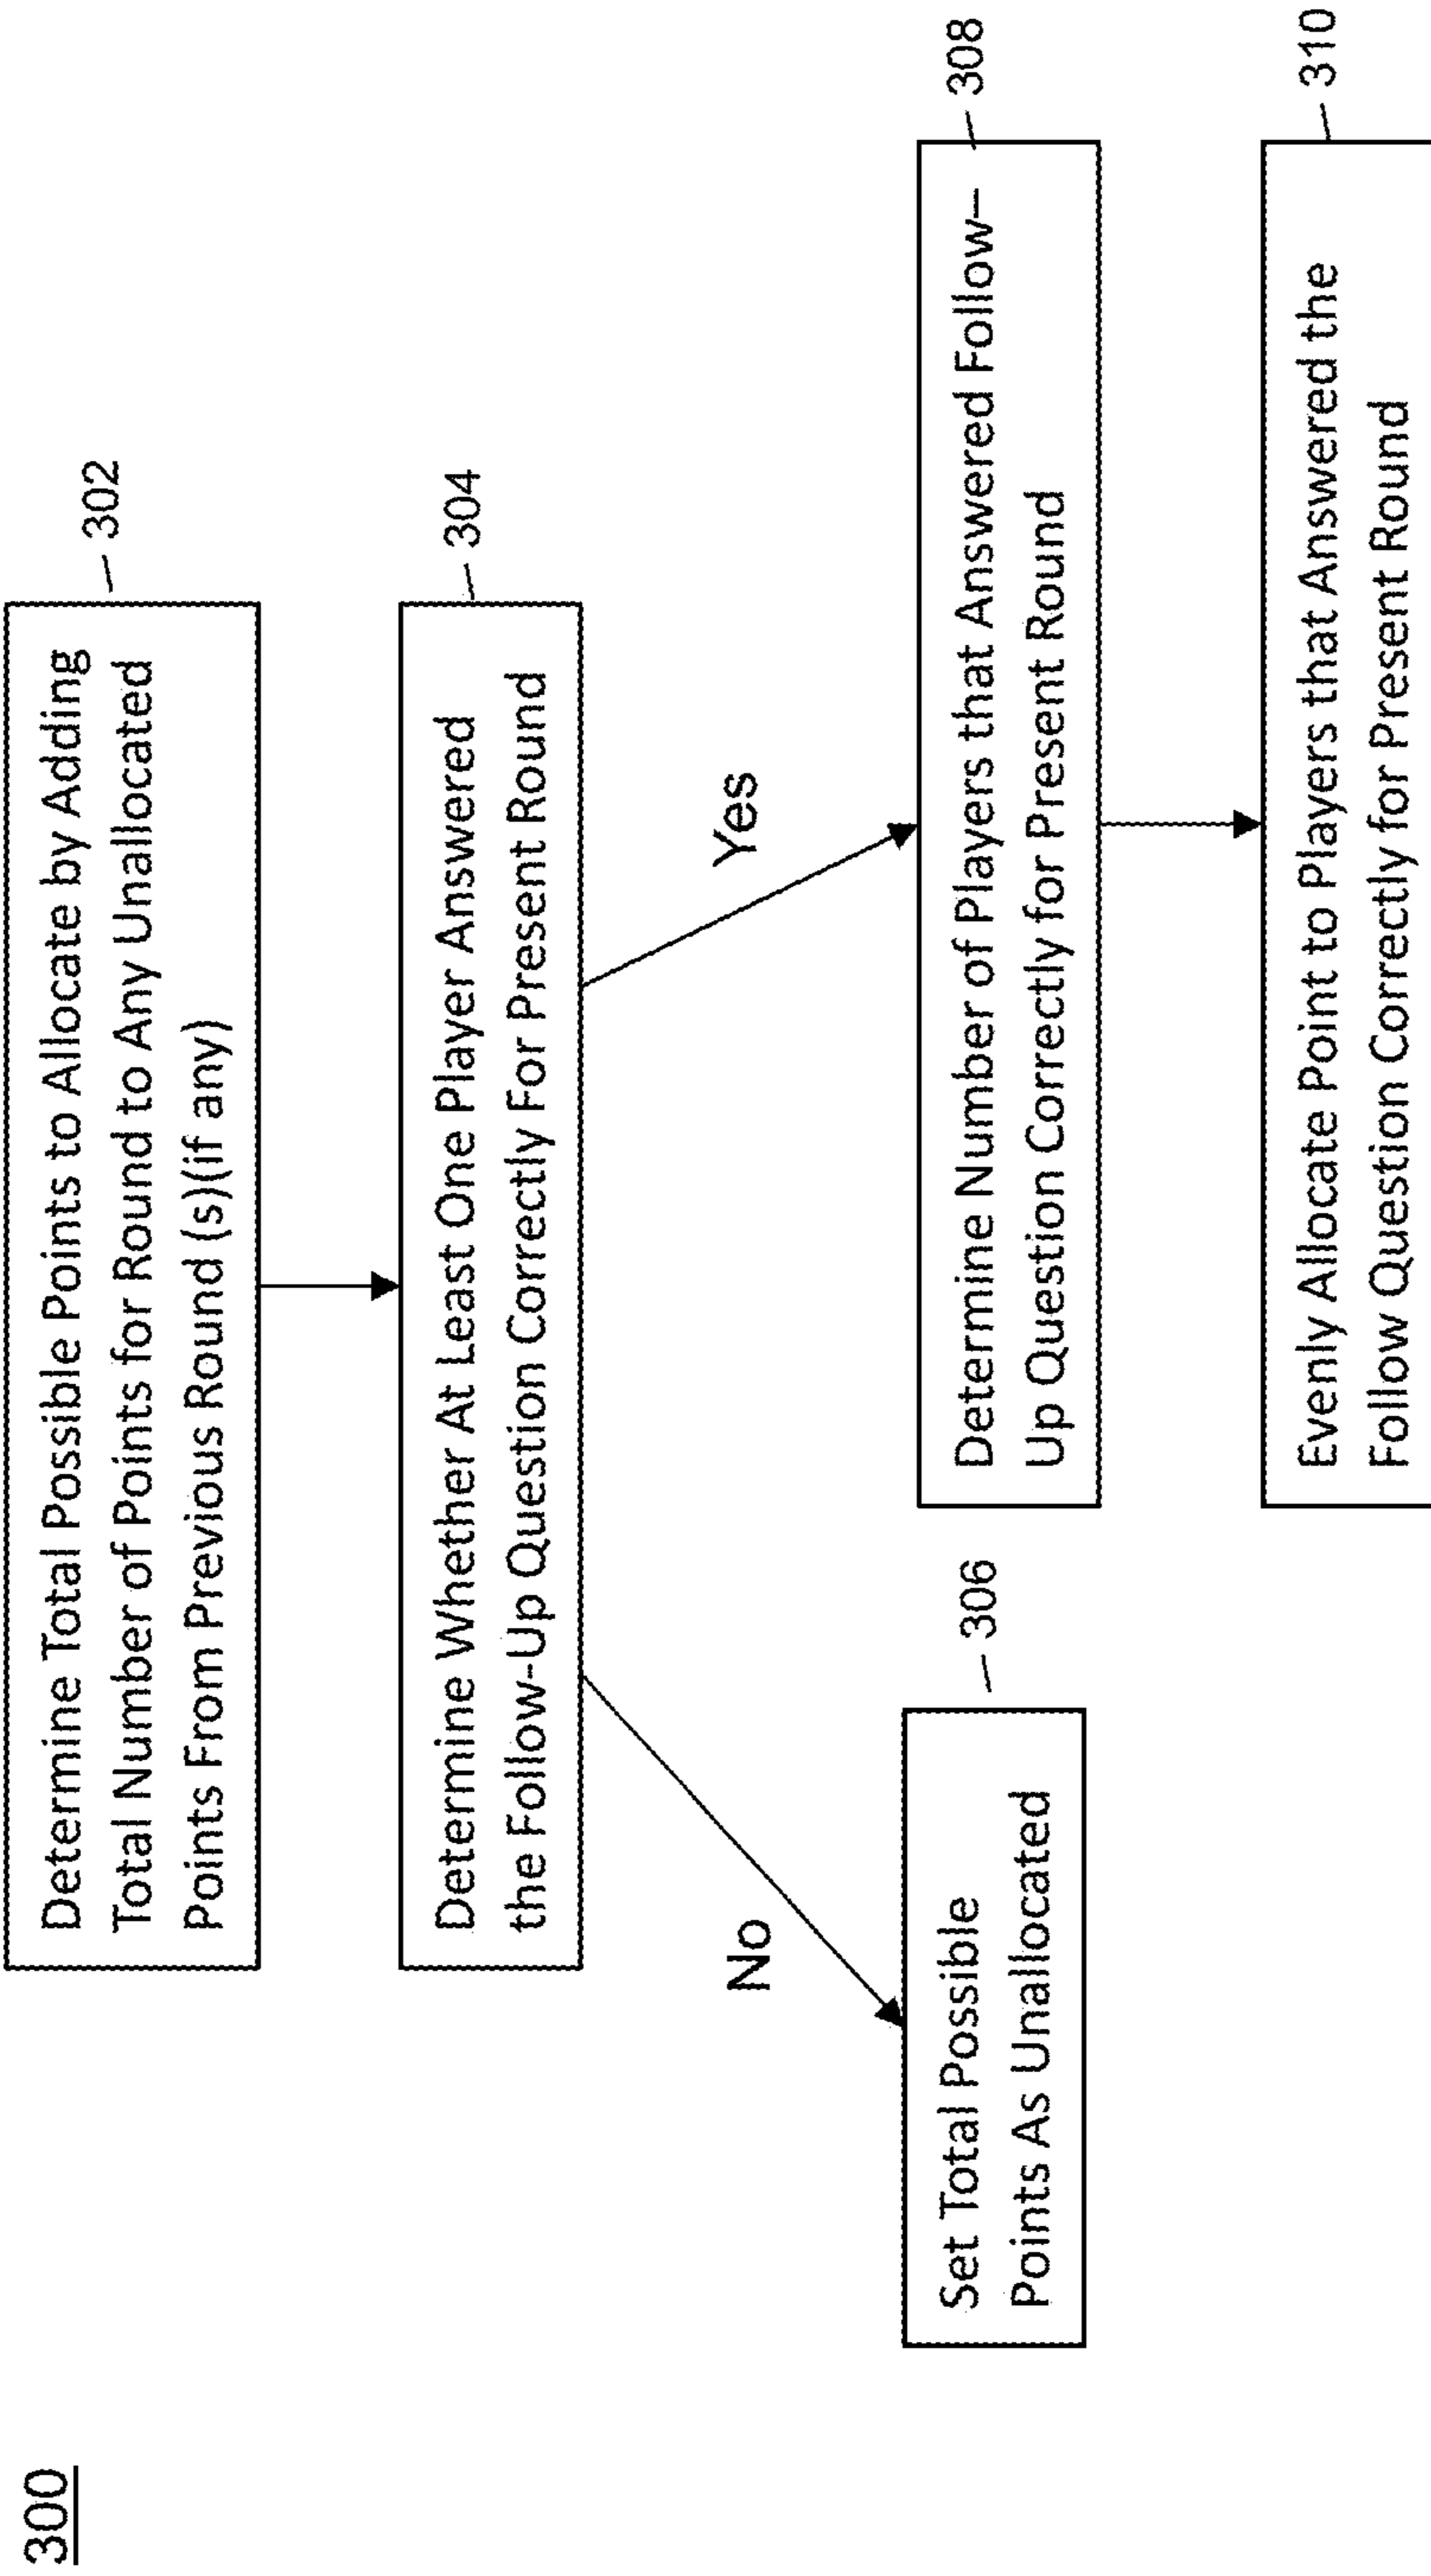 300
Determine Total Possible Points to Allocate by Adding
Total Number of Points for Round to Any Unallocated
Points From Previous Round (s)(if any)
302
Determine Whether At Least One Player Answered
the Follow-Up Question Correctly For Present Round
304
No
Yes
Set Total Possible
Points As Unallocated
306
Determine Number of Players that Answered Follow–
Up Question Correctly for Present Round
308
Evenly Allocate Point to Players that Answered the
Follow Question Correctly for Present Round
310